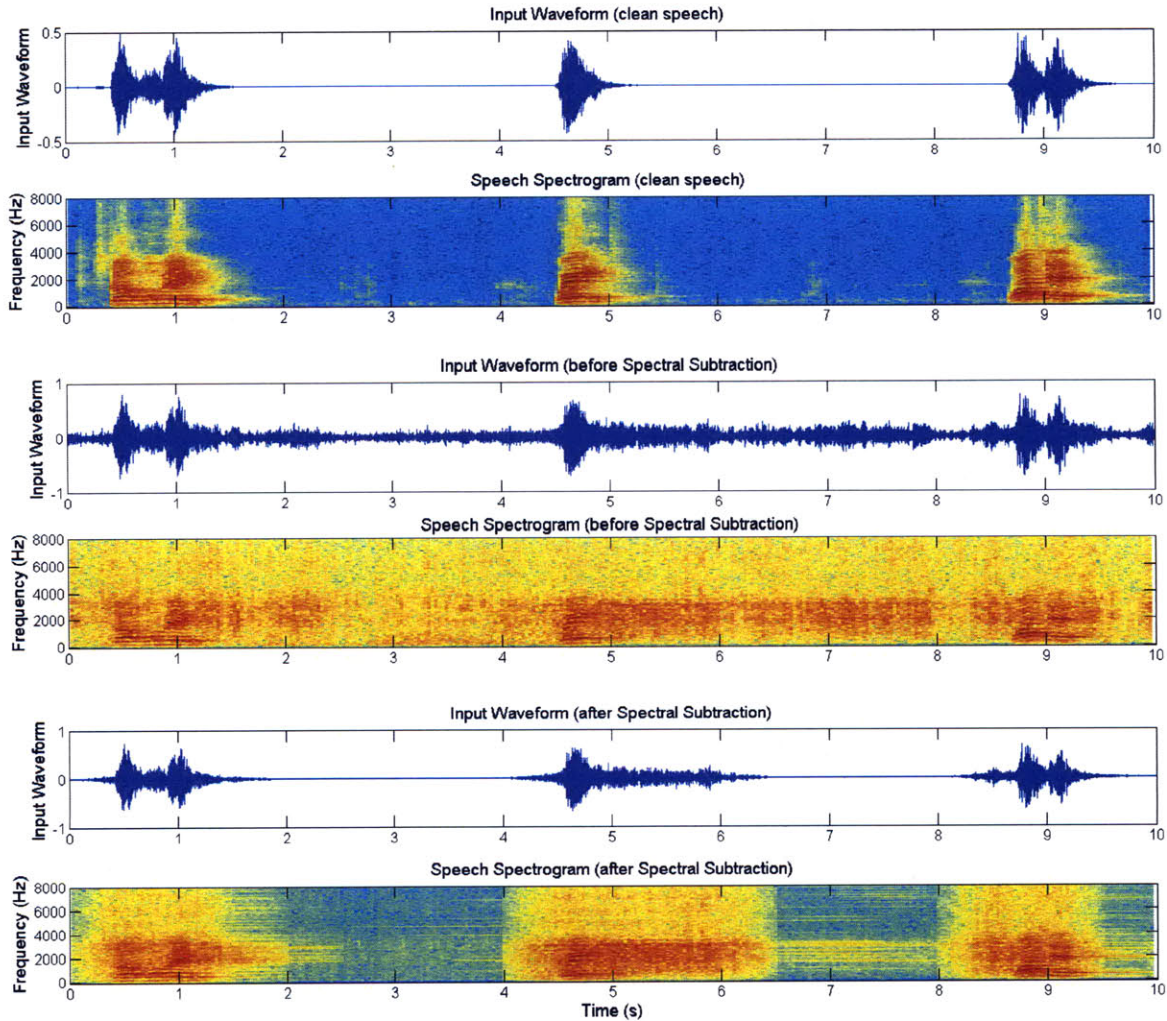 Input Waveform (clean speech)
Input Waveform
0.5
0
-0.5
0 1 2 3 4 5 6 7 8 9 10
Speech Spectrogram (clean speech)
Frequency (Hz)
8000
6000
4000
2000
0
0 1 2 3 4 5 6 7 8 9 10
Input Waveform (before Spectral Subtraction)
Input Waveform
1
0
-1
0 1 2 3 4 5 6 7 8 9 10
Speech Spectrogram (before Spectral Subtraction)
Frequency (Hz)
8000
6000
4000
2000
0
0 1 2 3 4 5 6 7 8 9 10
Input Waveform (after Spectral Subtraction)
Input Waveform
1
0
-1
0 1 2 3 4 5 6 7 8 9 10
Speech Spectrogram (after Spectral Subtraction)
Frequency (Hz)
8000
6000
4000
2000
0
0 1 2 3 4 5 6 7 8 9 10
Time (s)